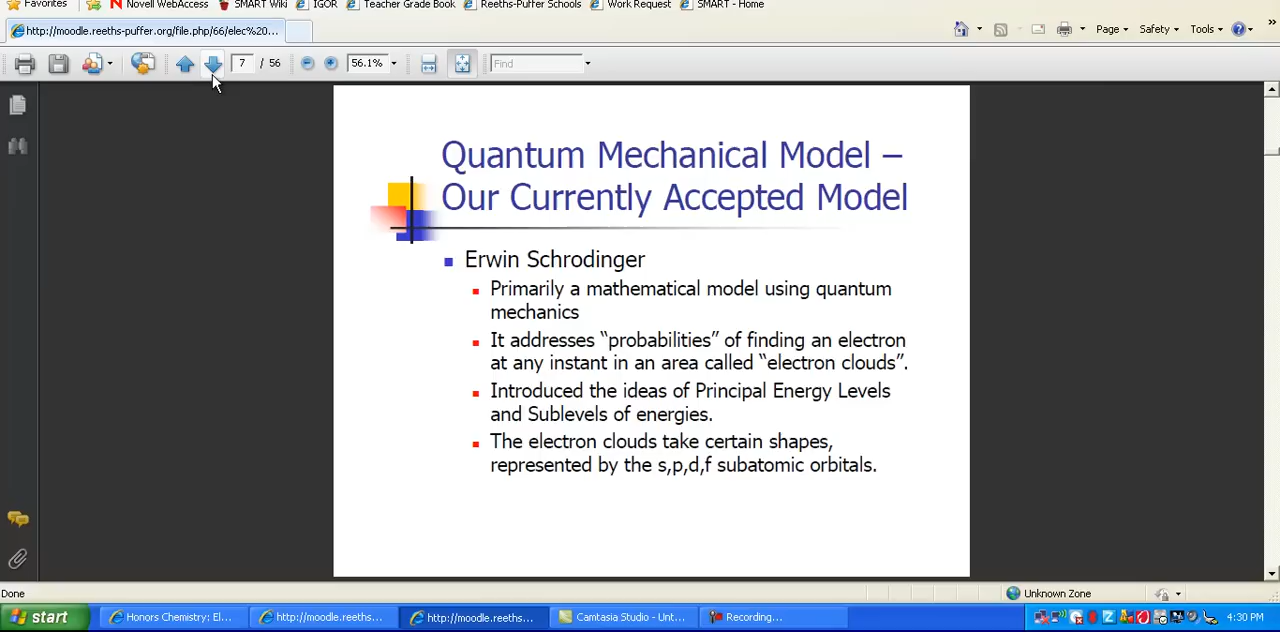 Favorites Novell WebAccess SMART Wiki IGOR Teacher Grade Book Reeths-Puffer Schools Work Request SMART - Home
http://moodle.reeths-puffer.org/file.php/66/elec%20... Page Safety Tools
7 / 56 56.1% Find
Quantum Mechanical Model –
Our Currently Accepted Model
Erwin Schrodinger
Primarily a mathematical model using quantum
mechanics
It addresses “probabilities” of finding an electron
at any instant in an area called “electron clouds”.
Introduced the ideas of Principal Energy Levels
and Sublevels of energies.
The electron clouds take certain shapes,
represented by the s,p,d,f subatomic orbitals.
Done Unknown Zone
start Honors Chemistry: El... http://moodle.reeths... http://moodle.reeths... Camtasia Studio - Unt... Recording... 4:30 PM